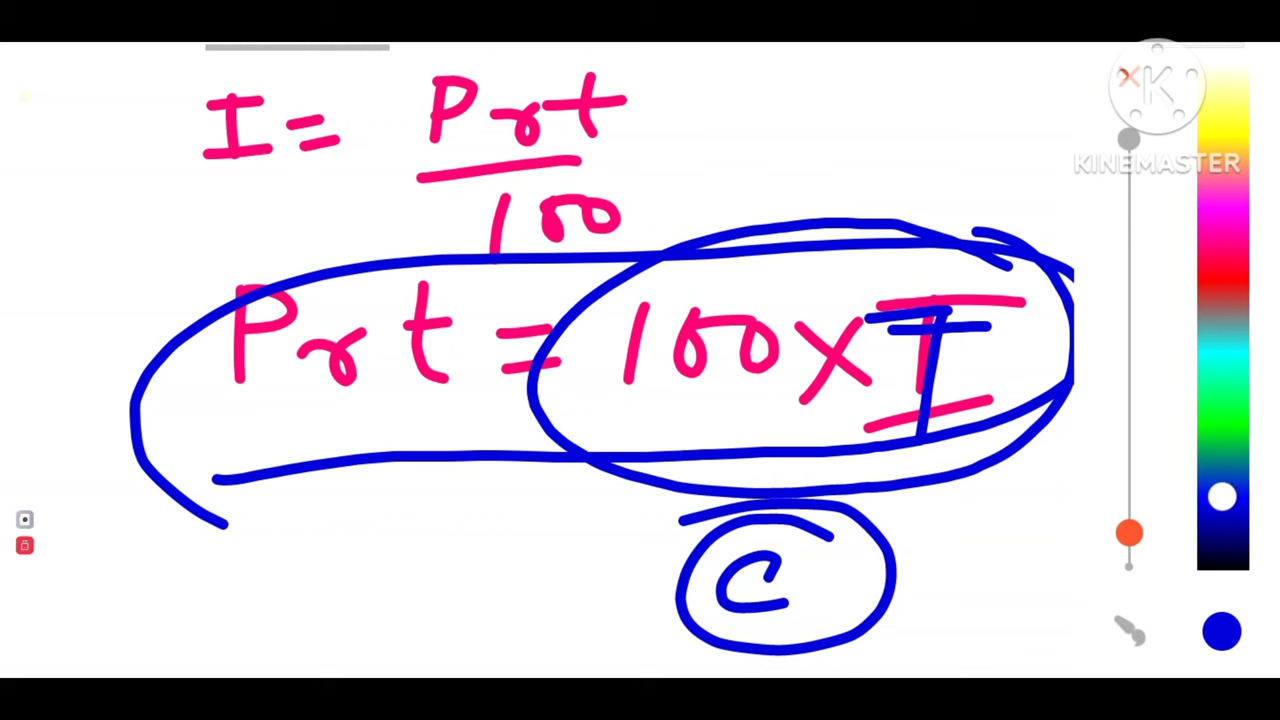 I = Prt
100
KINEMASTER
Prt = 100 x I
C